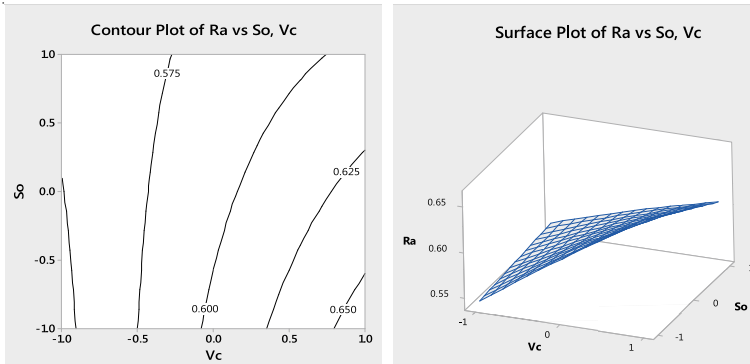 Contour Plot of Ra vs So, Vc
1.0
0.5
0.0
-0.5
-1.0
So
0.575
0.625
0.600
0.650
-1.0 -0.5 0.0 0.5 1.0
Vc
Surface Plot of Ra vs So, Vc
0.65
0.60
0.55
Ra
-1 0 1
Vc
-1 0
So